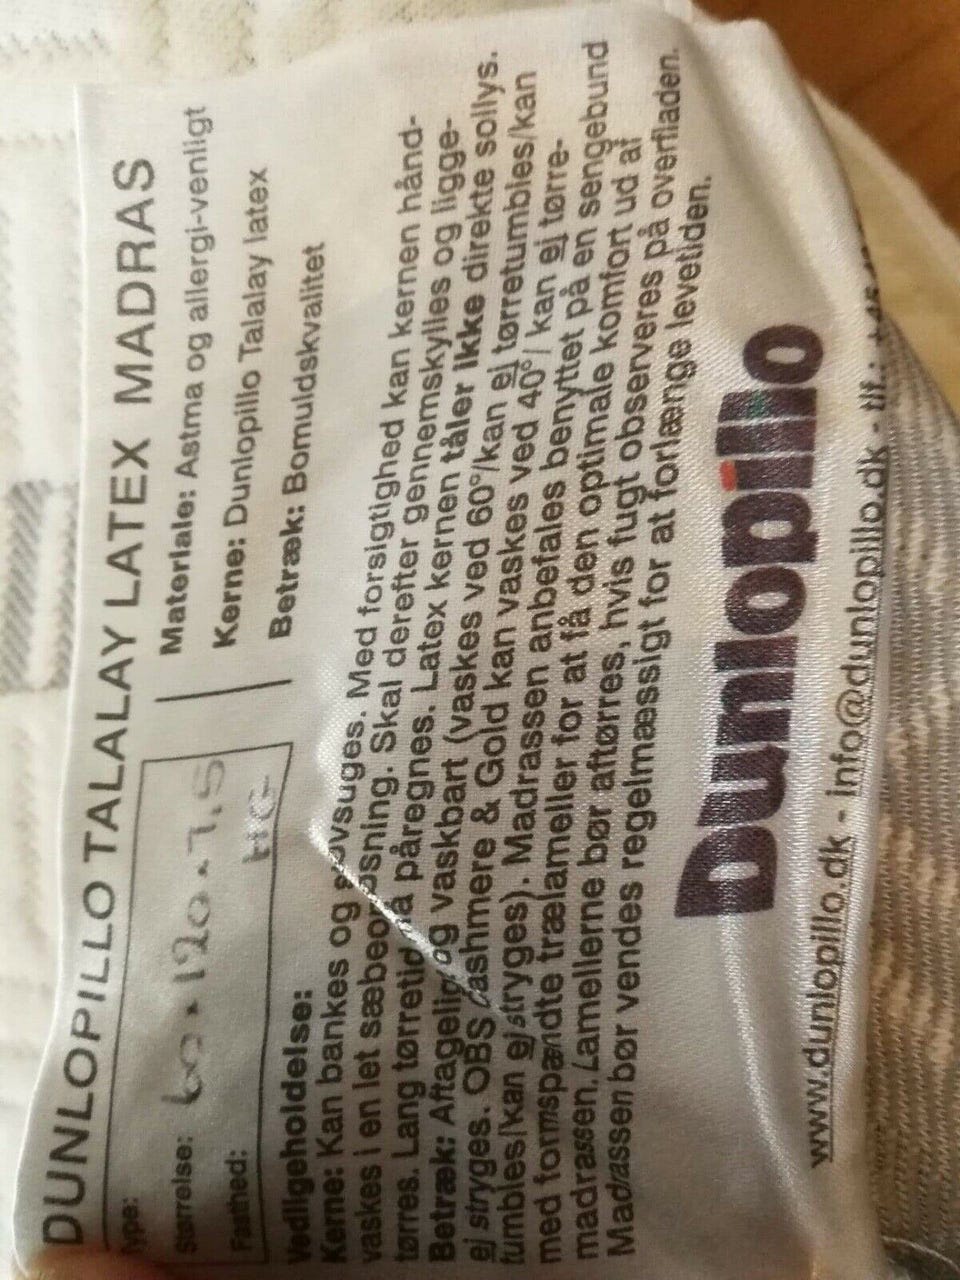 DUNLOPILLO TALALAY LATEX MADRAS
Type:
Størrelse: 60 × 120 × 7,5
Fasthed: HG
Materiale: Astma og allergi-venligt
Kerne: Dunlopillo Talalay latex
Betræk: Bomuldskvalitet
Vedligeholdelse:
Kerne: Kan bankes og støvsuges. Med forsigtighed kan kernen hånd-
vaskes i en let sæbeopløsning. Skal derefter gennemskylles og ligge-
tørres. Lang tørretid må påregnes. Latex kernen tåler ikke direkte sollys.
Betræk: Aftageligt og vaskbart (vaskes ved 60°/kan ej tørretumbles/kan
ej stryges. OBS Cashmere & Gold kan vaskes ved 40°/ kan ej tørre-
tumbles/kan ej stryges). Madrassen anbefales benyttet på en sengebund
med formspændte trælameller for at få den optimale komfort ud af
madrassen. Lamellerne bør aftørres, hvis fugt observeres på overfladen.
Madrassen bør vendes regelmæssigt for at forlænge levetiden.
Dunlopillo
www.dunlopillo.dk - info@dunlopillo.dk - tlf.: